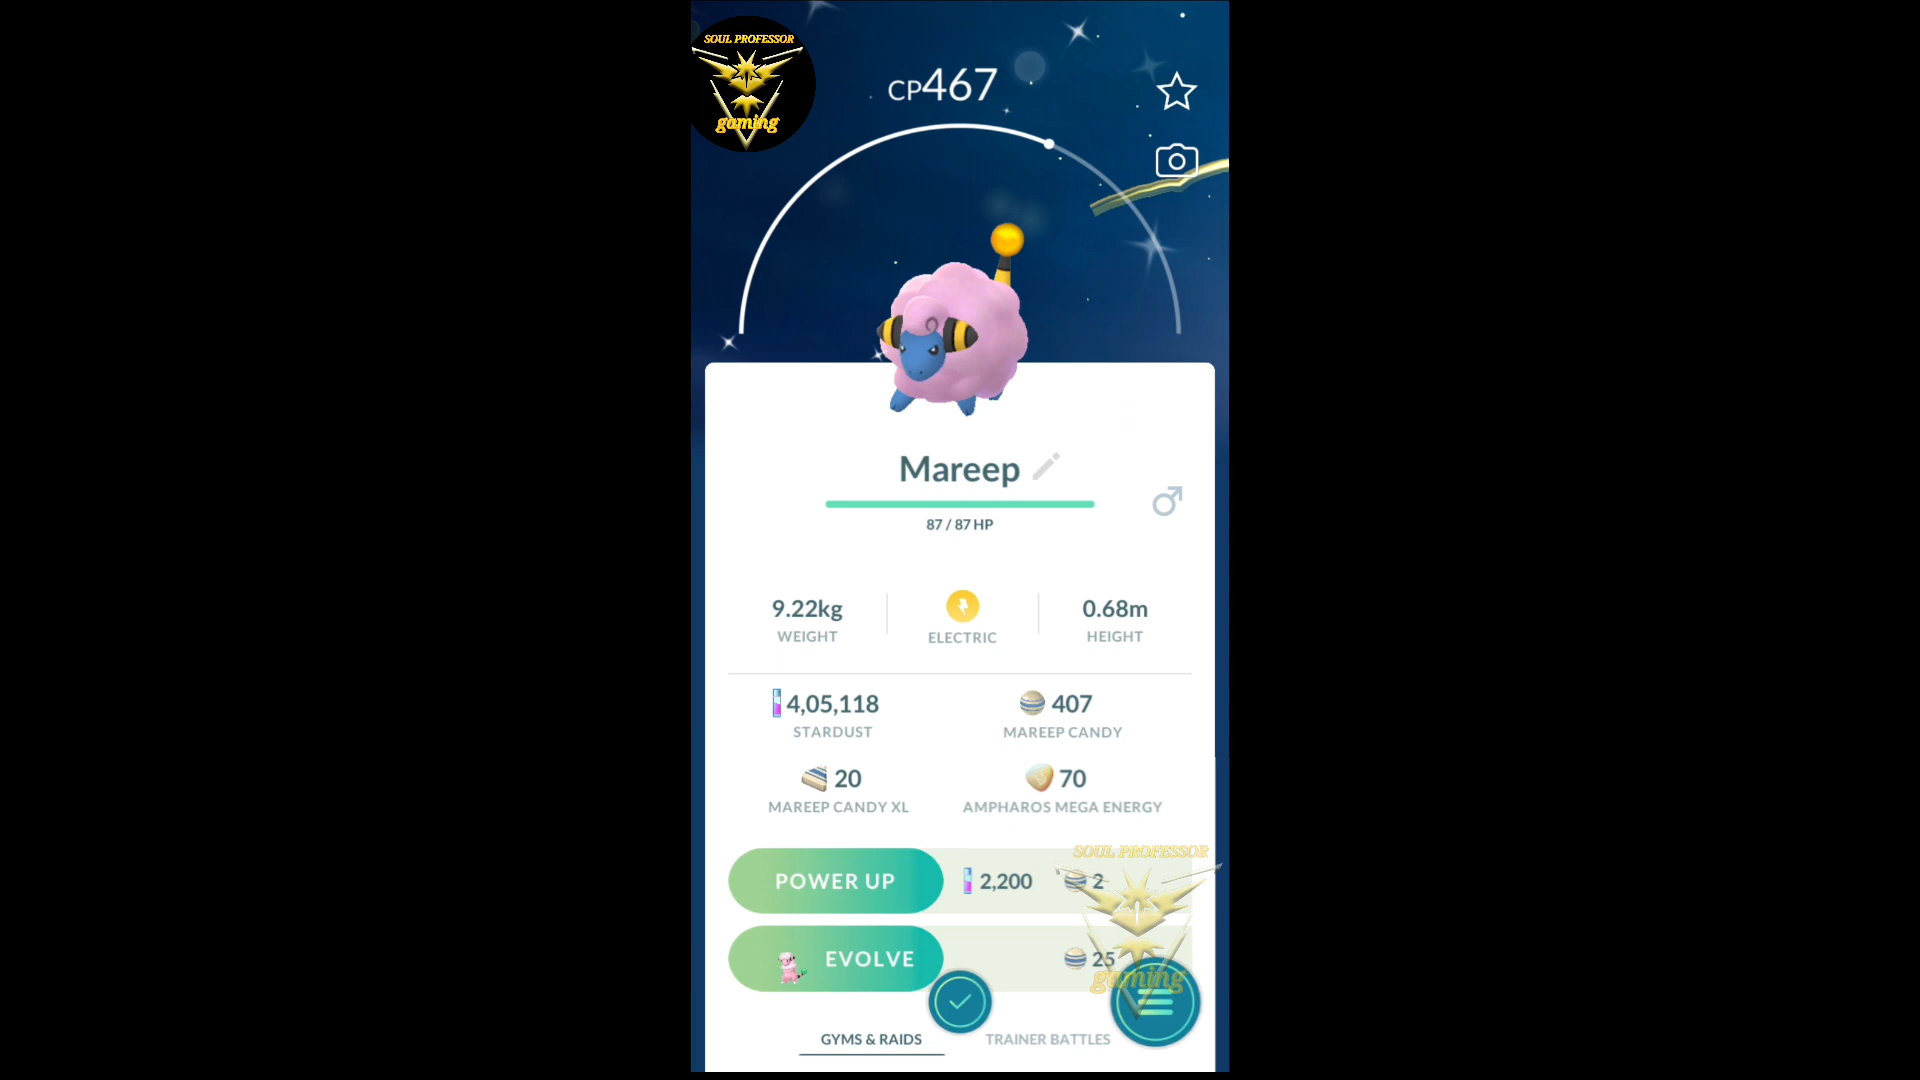 SOUL PROFESSOR
gaming
CP467
Mareep
87 / 87 HP
9.22kg
WEIGHT
ELECTRIC
0.68m
HEIGHT
4,05,118
STARDUST
407
MAREEP CANDY
20
MAREEP CANDY XL
70
AMPHAROS MEGA ENERGY
SOUL PROFESSOR
POWER UP
2,200
2
EVOLVE
25
gaming
GYMS & RAIDS
TRAINER BATTLES